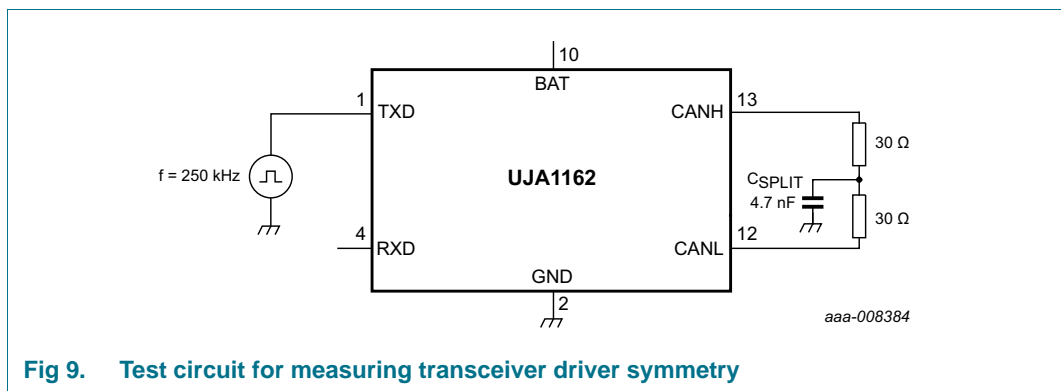 10
BAT
1
TXD
CANH
13
30 Ω
f = 250 kHz
UJA1162
CSPLIT
4.7 nF
30 Ω
4
RXD
CANL
12
GND
2
aaa-008384
Fig 9. Test circuit for measuring transceiver driver symmetry